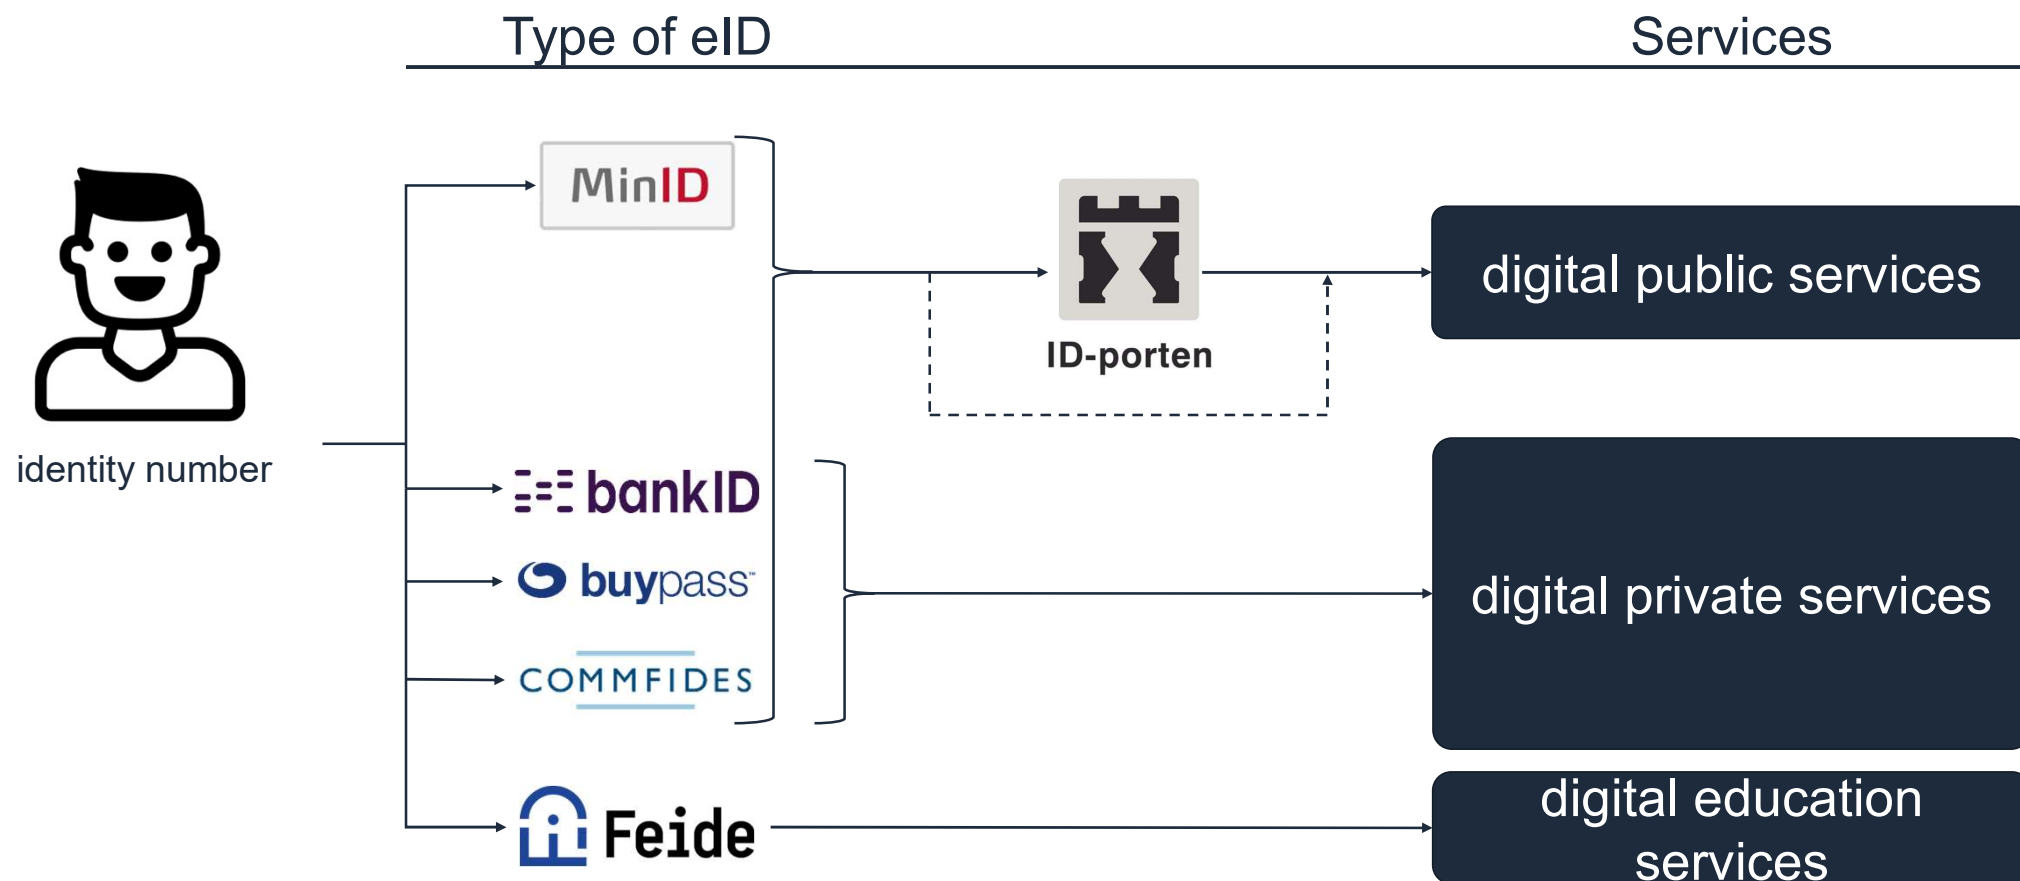 Type of eID
Services
MinID
ID-porten
digital public services
identity number
bankID
buypass™
COMMFIDES
digital private services
Feide
digital education
services